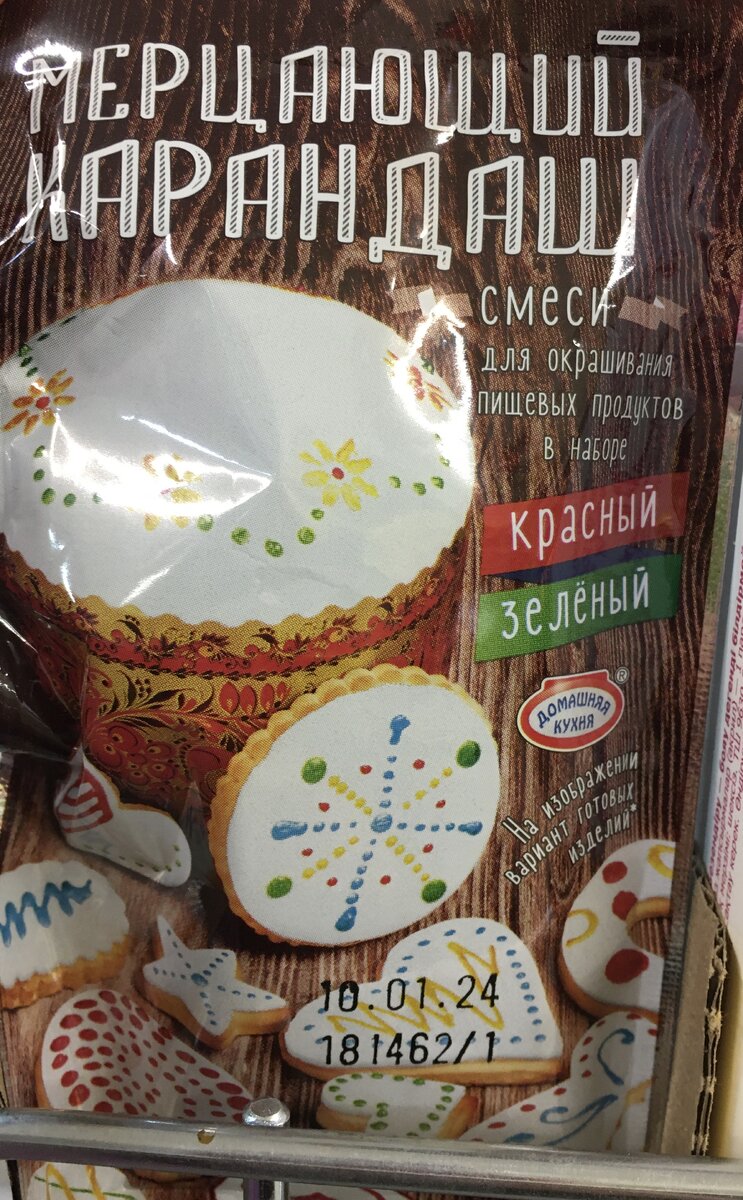 МЕРЦАЮЩИЙ
КАРАНДАШ
смеси
для окрашивания
пищевых продуктов
в наборе
красный
зелёный
ДОМАШНЯЯ ®
КУХНЯ
На изображении
вариант готовых
изделий*
10.01.24
181462/1